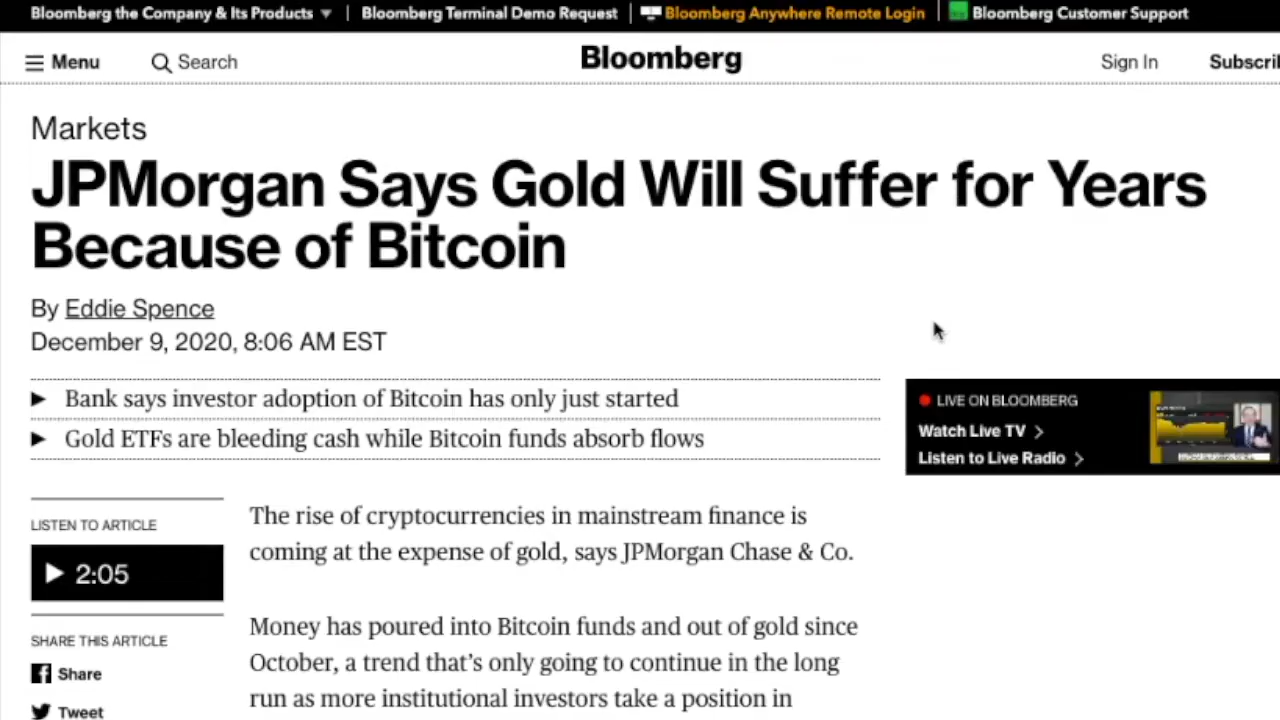 Bloomberg the Company & Its Products ▼ | Bloomberg Terminal Demo Request | Bloomberg Anywhere Remote Login | Bloomberg Customer Support
Menu Search Bloomberg Sign In Subscri
Markets
JPMorgan Says Gold Will Suffer for Years
Because of Bitcoin
By Eddie Spence
December 9, 2020, 8:06 AM EST
▶ Bank says investor adoption of Bitcoin has only just started
▶ Gold ETFs are bleeding cash while Bitcoin funds absorb flows
LIVE ON BLOOMBERG
Watch Live TV >
Listen to Live Radio >
LISTEN TO ARTICLE
2:05
SHARE THIS ARTICLE
Share
Tweet
The rise of cryptocurrencies in mainstream finance is
coming at the expense of gold, says JPMorgan Chase & Co.
Money has poured into Bitcoin funds and out of gold since
October, a trend that's only going to continue in the long
run as more institutional investors take a position in